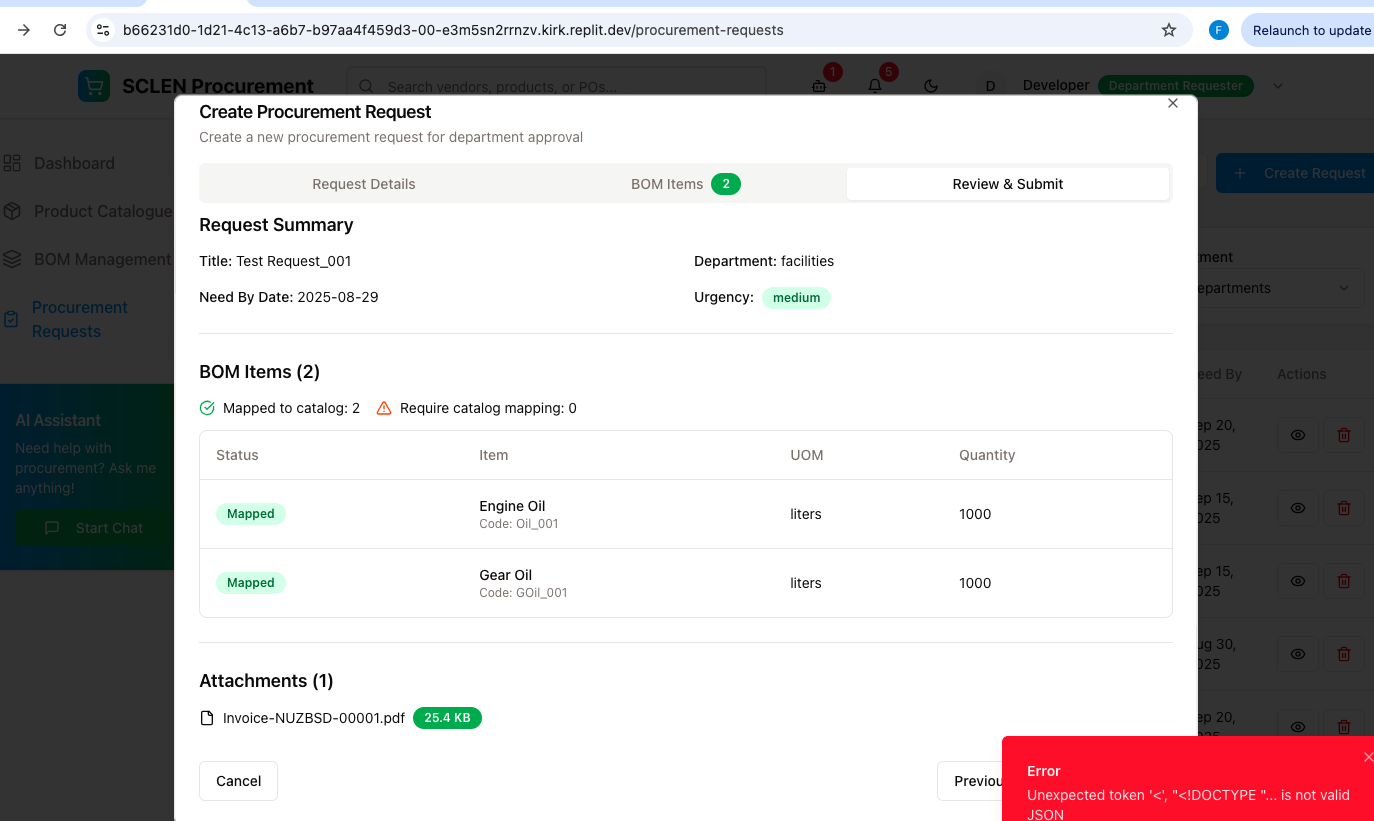 b66231d0-1d21-4c13-a6b7-b97aa4f459d3-00-e3m5sn2rrnzv.kirk.replit.dev/procurement-requests
F
Relaunch to update
SCLEN Procurement
Search vendors, products, or POs...
1
5
D
Developer
Department Requester
Create Procurement Request
Create a new procurement request for department approval
Dashboard
Product Catalogue
BOM Management
Procurement
Requests
AI Assistant
Need help with
procurement? Ask me
anything!
Start Chat
Create Request
Request Details
BOM Items 2
Review & Submit
Request Summary
Title: Test Request_001
Department: facilities
Need By Date: 2025-08-29
Urgency: medium
BOM Items (2)
Mapped to catalog: 2
Require catalog mapping: 0
Status Item UOM Quantity
Mapped Engine Oil liters 1000
Code: Oil_001
Mapped Gear Oil liters 1000
Code: GOil_001
Attachments (1)
Invoice-NUZBSD-00001.pdf 25.4 KB
Cancel
Previou
ment
epartments
eed By Actions
ep 20,
025
ep 15,
025
ep 15,
025
ug 30,
025
ep 20,
Error
Unexpected token '<', "<!DOCTYPE "... is not valid
JSON